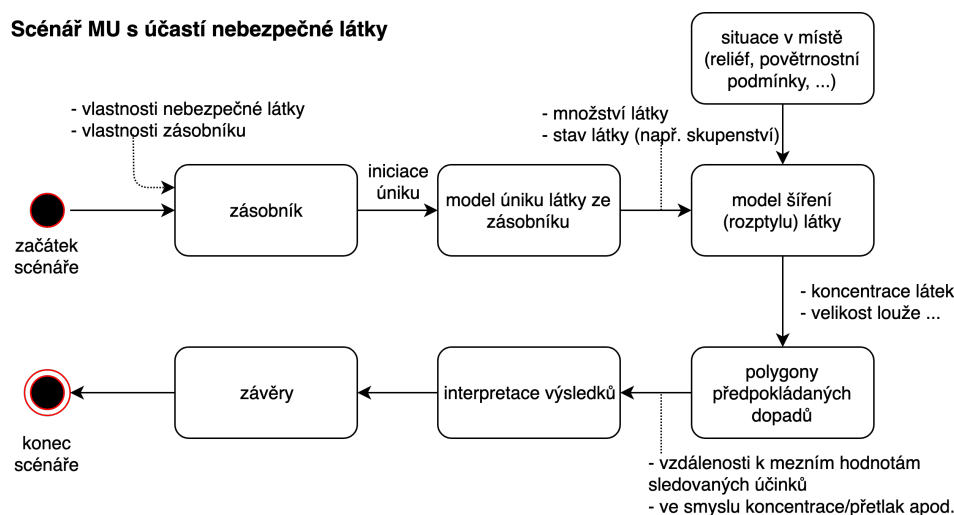 Scénář MU s účastí nebezpečné látky
situace v místě
(reliéf, povětrnostní
podmínky, ...)
- vlastnosti nebezpečné látky
- vlastnosti zásobníku
- množství látky
- stav látky (např. skupenství)
začátek
scénáře
zásobník
iniciace
úniku
model úniku látky ze
zásobníku
model šíření
(rozptylu) látky
- koncentrace látek
- velikost louže ...
polygony
předpokládaných
dopadů
interpretace výsledků
závěry
konec
scénáře
- vzdálenosti k mezním hodnotám
sledovaných účinků
- ve smyslu koncentrace/přetlak apod.